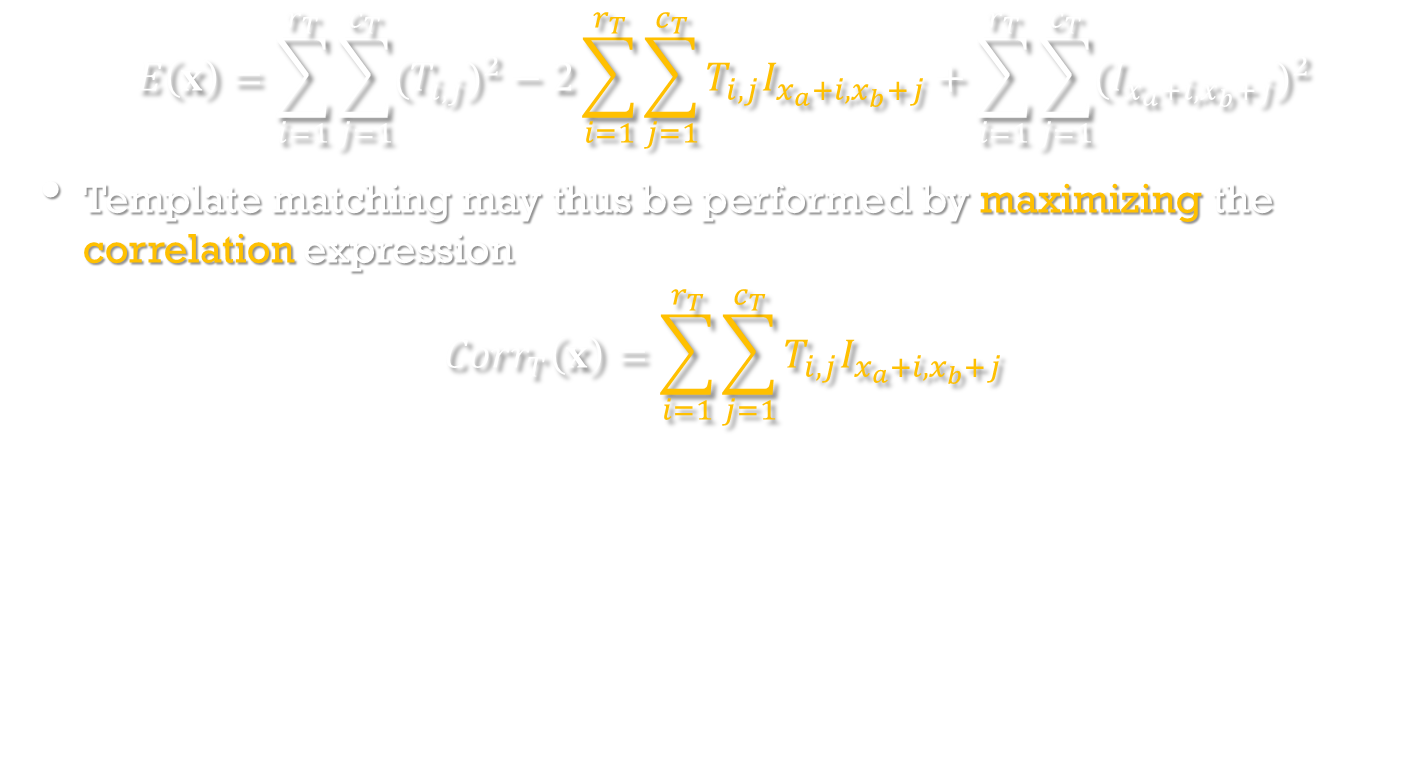 E(𝐱) = ∑_{i=1}^{r_T} ∑_{j=1}^{c_T} (T_{i,j})² − 2 ∑_{i=1}^{r_T} ∑_{j=1}^{c_T} T_{i,j} I_{x_a+i,x_b+j} + ∑_{i=1}^{r_T} ∑_{j=1}^{c_T} (I_{x_a+i,x_b+j})²
• Template matching may thus be performed by maximizing the
correlation expression
Corr_T(𝐱) = ∑_{i=1}^{r_T} ∑_{j=1}^{c_T} T_{i,j} I_{x_a+i,x_b+j}